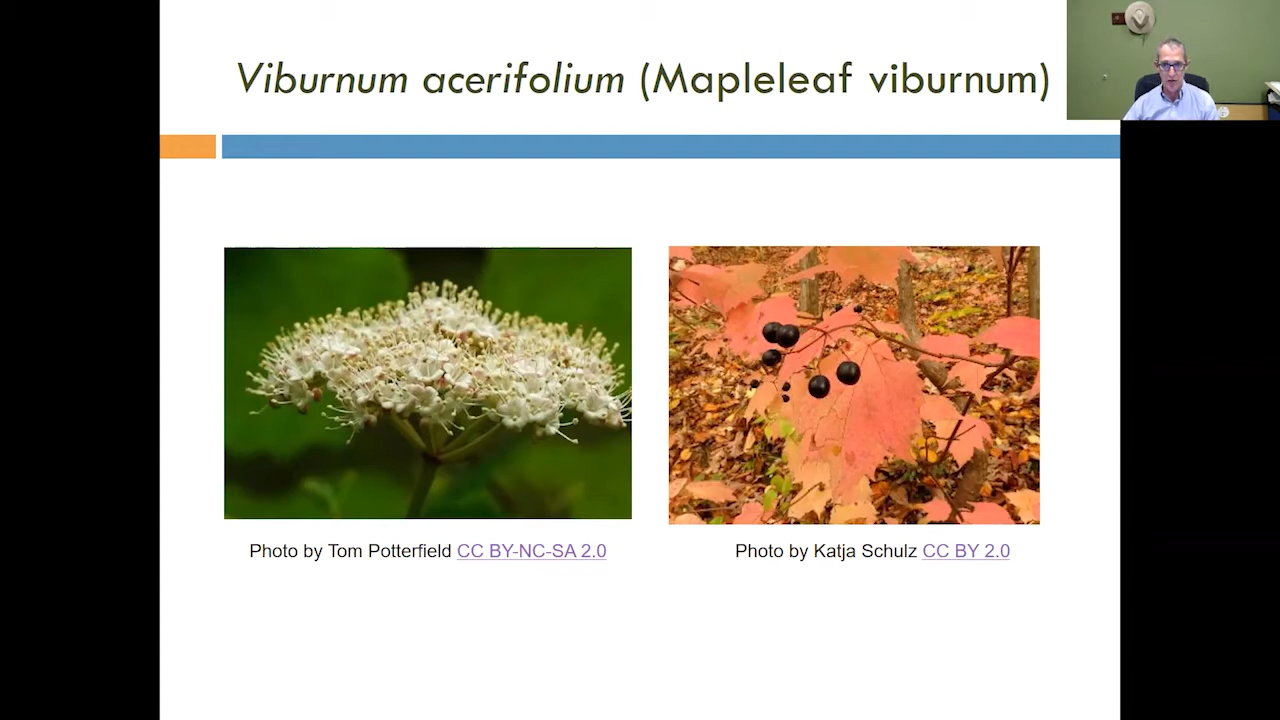 Viburnum acerifolium (Mapleleaf viburnum)
Photo by Tom Potterfield CC BY-NC-SA 2.0
Photo by Katja Schulz CC BY 2.0